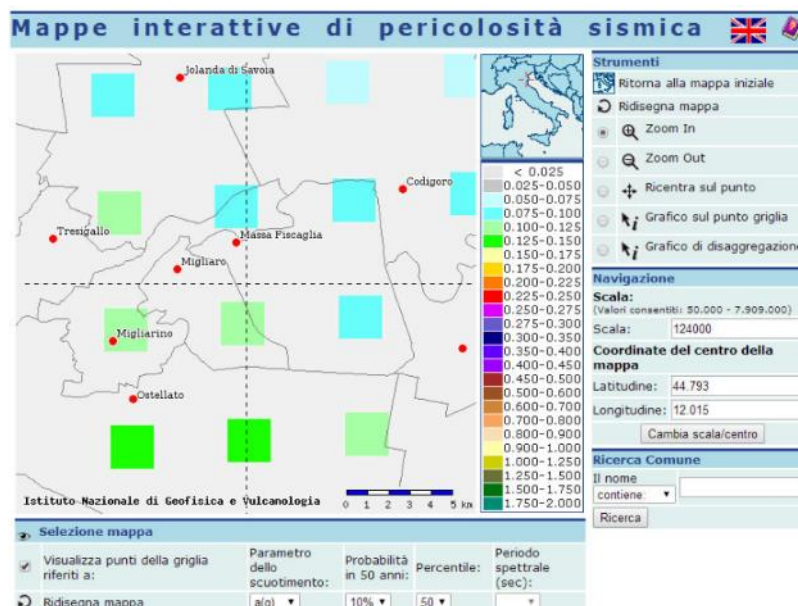 Mappe interattive di pericolosità sismica
Jolanda di Savoia
Codigoro
Tresigallo
Massa Fiscaglia
Migliaro
Migliarino
Ostellato
Istituto Nazionale di Geofisica e Vulcanologia
0 1 2 3 4 5 km
< 0.025
0.025-0.050
0.050-0.075
0.075-0.100
0.100-0.125
0.125-0.150
0.150-0.175
0.175-0.200
0.200-0.225
0.225-0.250
0.250-0.275
0.275-0.300
0.300-0.350
0.350-0.400
0.400-0.450
0.450-0.500
0.500-0.600
0.600-0.700
0.700-0.800
0.800-0.900
0.900-1.000
1.000-1.250
1.250-1.500
1.500-1.750
1.750-2.000
Strumenti
Ritorna alla mappa iniziale
Ridisegna mappa
Zoom In
Zoom Out
Ricentra sul punto
Grafico sul punto griglia
Grafico di disaggregazione
Navigazione
Scala:
(Valori consentiti: 50.000 - 7.909.000)
Scala: 124000
Coordinate del centro della
mappa
Latitudine: 44.793
Longitudine: 12.015
Cambia scala/centro
Ricerca Comune
Il nome
contiene:
Ricerca
Selezione mappa
Visualizza punti della griglia
riferiti a:
Parametro
dello
scuotimento:
Probabilità
in 50 anni:
Percentile:
Periodo
spettrale
(sec):
Ridisegna mappa
a(g) 10% 50